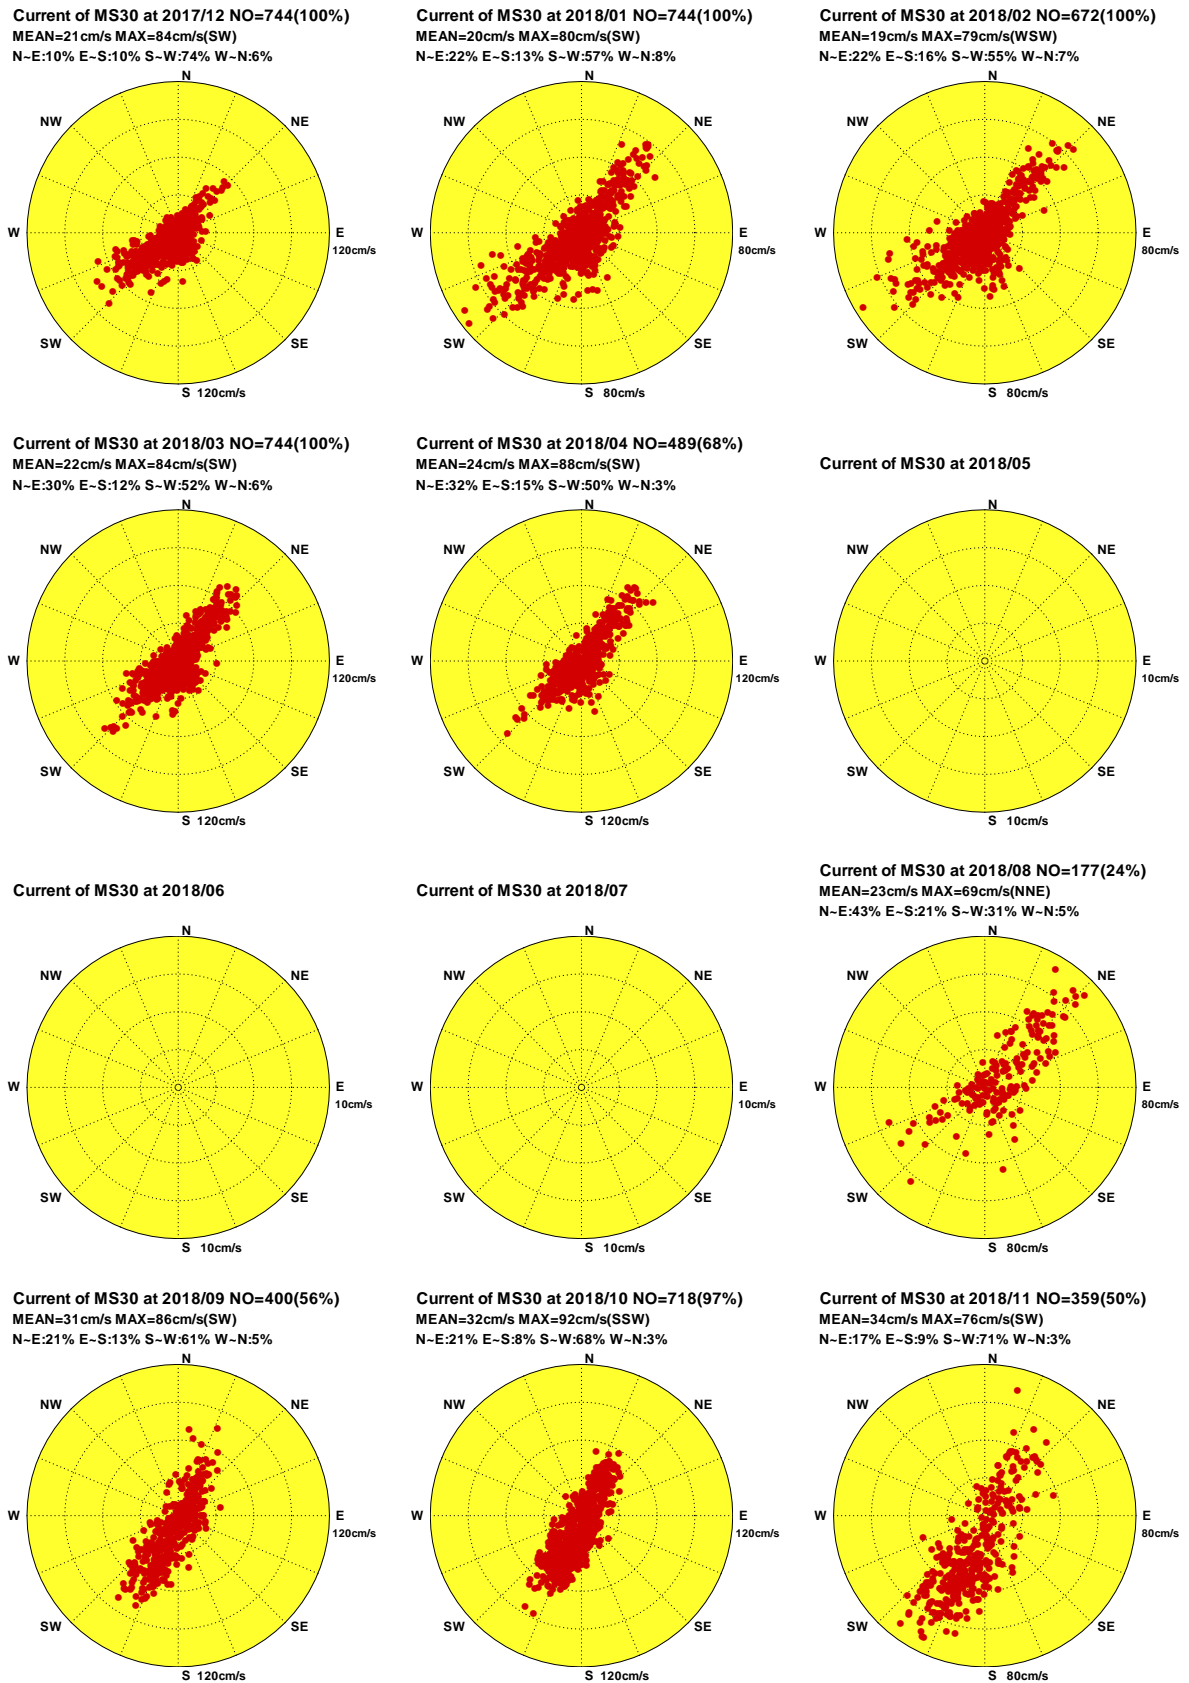 Current of MS30 at 2017/12 NO=744(100%)
MEAN=21cm/s MAX=84cm/s(SW)
N~E:10% E~S:10% S~W:74% W~N:6%
N
NW
NE
W
E
120cm/s
SW
SE
S 120cm/s
Current of MS30 at 2018/01 NO=744(100%)
MEAN=20cm/s MAX=80cm/s(SW)
N~E:22% E~S:13% S~W:57% W~N:8%
N
NW
NE
W
E
80cm/s
SW
SE
S 80cm/s
Current of MS30 at 2018/02 NO=672(100%)
MEAN=19cm/s MAX=79cm/s(WSW)
N~E:22% E~S:16% S~W:55% W~N:7%
N
NW
NE
W
E
80cm/s
SW
SE
S 80cm/s
Current of MS30 at 2018/03 NO=744(100%)
MEAN=22cm/s MAX=84cm/s(SW)
N~E:30% E~S:12% S~W:52% W~N:6%
N
NW
NE
W
E
120cm/s
SW
SE
S 120cm/s
Current of MS30 at 2018/04 NO=489(68%)
MEAN=24cm/s MAX=88cm/s(SW)
N~E:32% E~S:15% S~W:50% W~N:3%
N
NW
NE
W
E
120cm/s
SW
SE
S 120cm/s
Current of MS30 at 2018/05
N
NW
NE
W
E
10cm/s
SW
SE
S 10cm/s
Current of MS30 at 2018/06
N
NW
NE
W
E
10cm/s
SW
SE
S 10cm/s
Current of MS30 at 2018/07
N
NW
NE
W
E
10cm/s
SW
SE
S 10cm/s
Current of MS30 at 2018/08 NO=177(24%)
MEAN=23cm/s MAX=69cm/s(NNE)
N~E:43% E~S:21% S~W:31% W~N:5%
N
NW
NE
W
E
80cm/s
SW
SE
S 80cm/s
Current of MS30 at 2018/09 NO=400(56%)
MEAN=31cm/s MAX=86cm/s(SW)
N~E:21% E~S:13% S~W:61% W~N:5%
N
NW
NE
W
E
120cm/s
SW
SE
S 120cm/s
Current of MS30 at 2018/10 NO=718(97%)
MEAN=32cm/s MAX=92cm/s(SSW)
N~E:21% E~S:8% S~W:68% W~N:3%
N
NW
NE
W
E
120cm/s
SW
SE
S 120cm/s
Current of MS30 at 2018/11 NO=359(50%)
MEAN=34cm/s MAX=76cm/s(SW)
N~E:17% E~S:9% S~W:71% W~N:3%
N
NW
NE
W
E
80cm/s
SW
SE
S 80cm/s